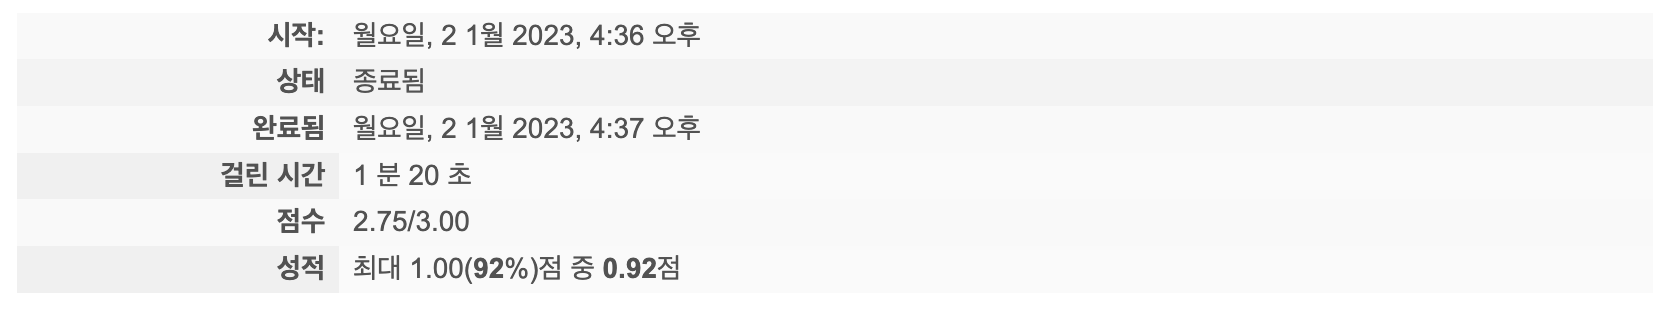 시작: 월요일, 2 1월 2023, 4:36 오후
상태 종료됨
완료됨 월요일, 2 1월 2023, 4:37 오후
걸린 시간 1 분 20 초
점수 2.75/3.00
성적 최대 1.00(92%)점 중 0.92점